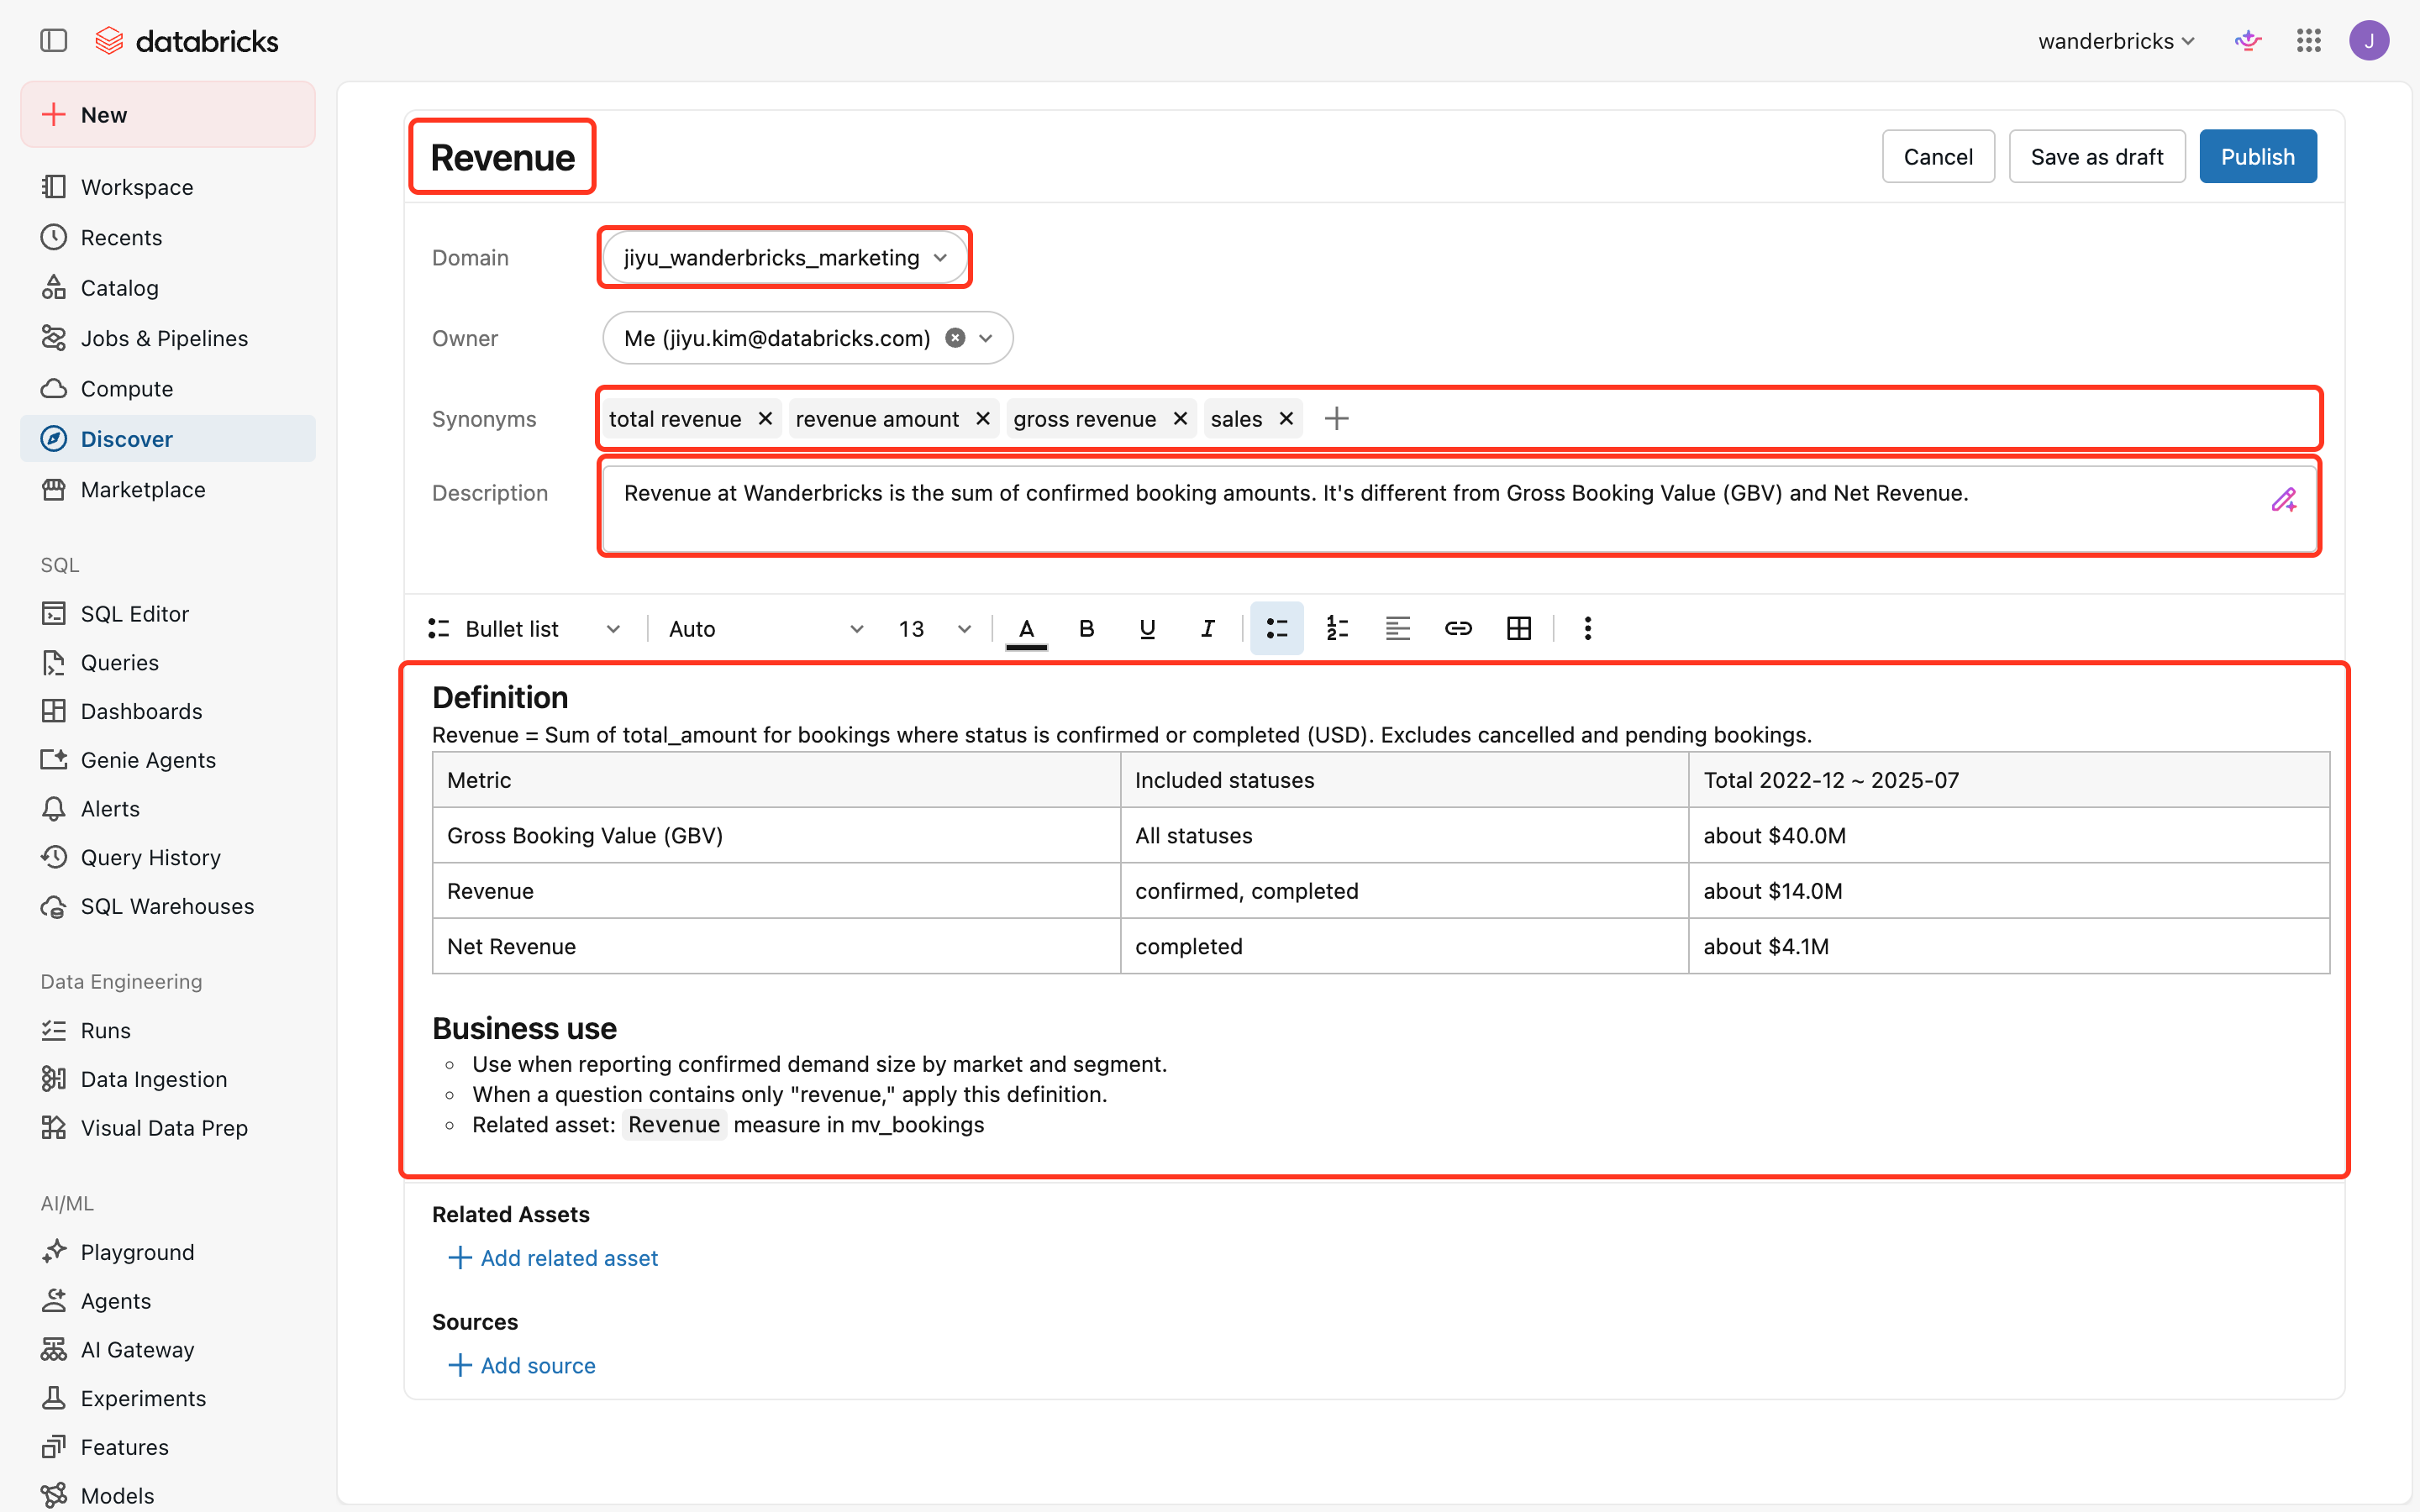 databricks
wanderbricks
J
New
Workspace
Recents
Catalog
Jobs & Pipelines
Compute
Discover
Marketplace
SQL
SQL Editor
Queries
Dashboards
Genie Agents
Alerts
Query History
SQL Warehouses
Data Engineering
Runs
Data Ingestion
Visual Data Prep
AI/ML
Playground
Agents
AI Gateway
Experiments
Features
Models
Revenue
Cancel
Save as draft
Publish
Domain
jiyu_wanderbricks_marketing
Owner
Me (jiyu.kim@databricks.com)
Synonyms
total revenue
revenue amount
gross revenue
sales
Description
Revenue at Wanderbricks is the sum of confirmed booking amounts. It's different from Gross Booking Value (GBV) and Net Revenue.
Bullet list
Auto
13
A
B
U
I
Definition
Revenue = Sum of total_amount for bookings where status is confirmed or completed (USD). Excludes cancelled and pending bookings.
Metric Included statuses Total 2022-12 ~ 2025-07
Gross Booking Value (GBV) All statuses about $40.0M
Revenue confirmed, completed about $14.0M
Net Revenue completed about $4.1M
Business use
Use when reporting confirmed demand size by market and segment.
When a question contains only "revenue," apply this definition.
Related asset: Revenue measure in mv_bookings
Related Assets
Add related asset
Sources
Add source